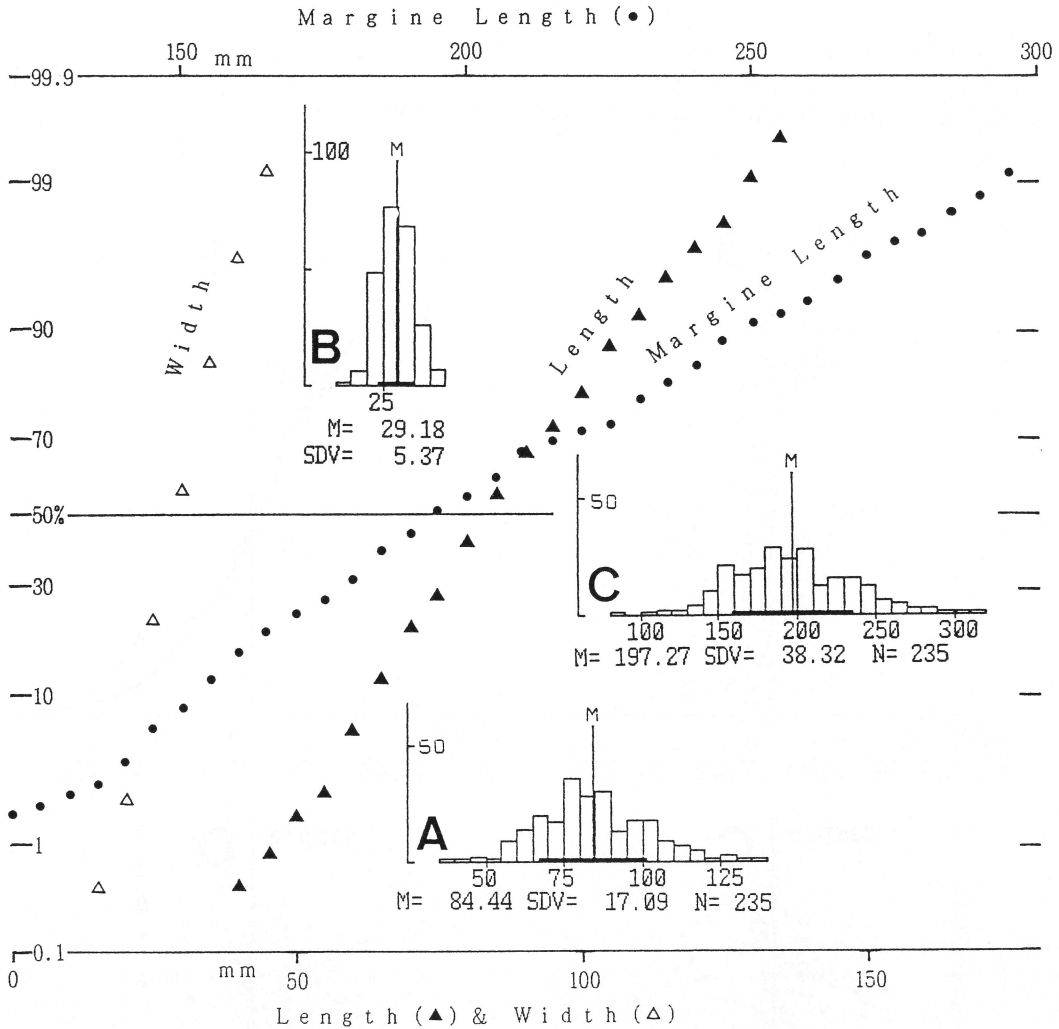 Margine Length (●)
150 mm 200 250 300
99.9
100 M
99
Width
Length
Margine Length
B
90
25
M= 29.18
SDV= 5.37
70
M
50
50%
C
30
100 150 200 250 300
M= 197.27 SDV= 38.32 N= 235
10
M
50
A
1
50 75 100 125
M= 84.44 SDV= 17.09 N= 235
0.1
0 mm 50 100 150
Length (▲) & Width (△)